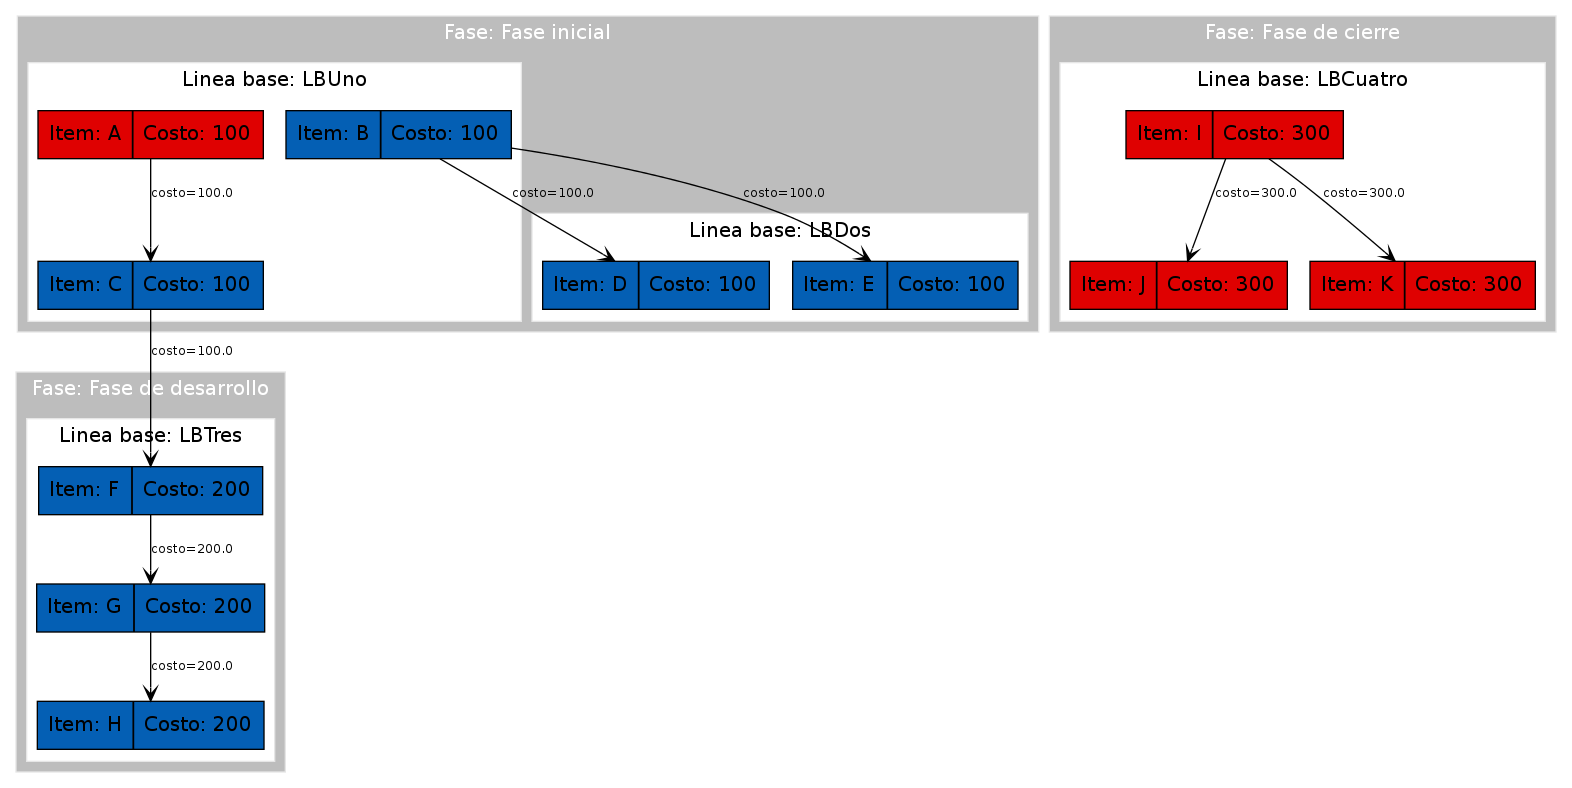 Fase: Fase inicial
Fase: Fase de cierre
Linea base: LBUno
Linea base: LBCuatro
Item: A Costo: 100
Item: B Costo: 100
Item: I Costo: 300
costo=100.0
costo=100.0
costo=100.0
costo=300.0
costo=300.0
Linea base: LBDos
Item: C Costo: 100
Item: D Costo: 100
Item: E Costo: 100
Item: J Costo: 300
Item: K Costo: 300
costo=100.0
Fase: Fase de desarrollo
Linea base: LBTres
Item: F Costo: 200
costo=200.0
Item: G Costo: 200
costo=200.0
Item: H Costo: 200